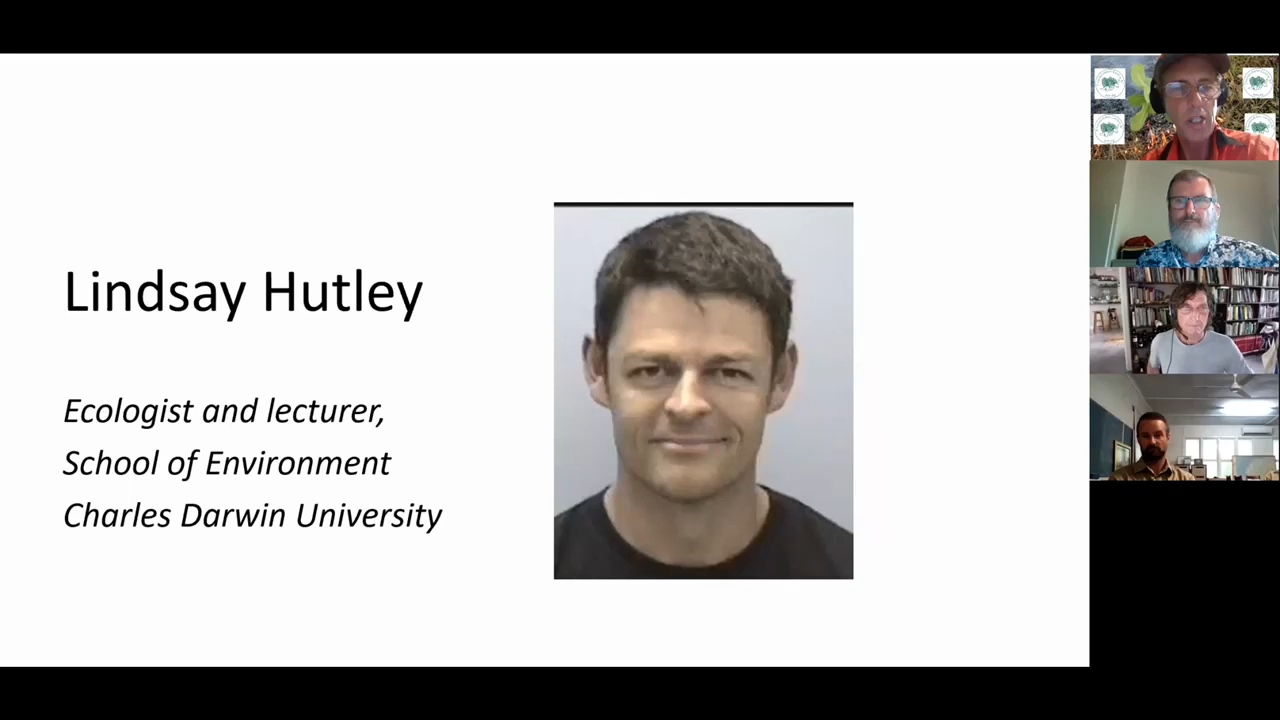 Lindsay Hutley
Ecologist and lecturer,
School of Environment
Charles Darwin University